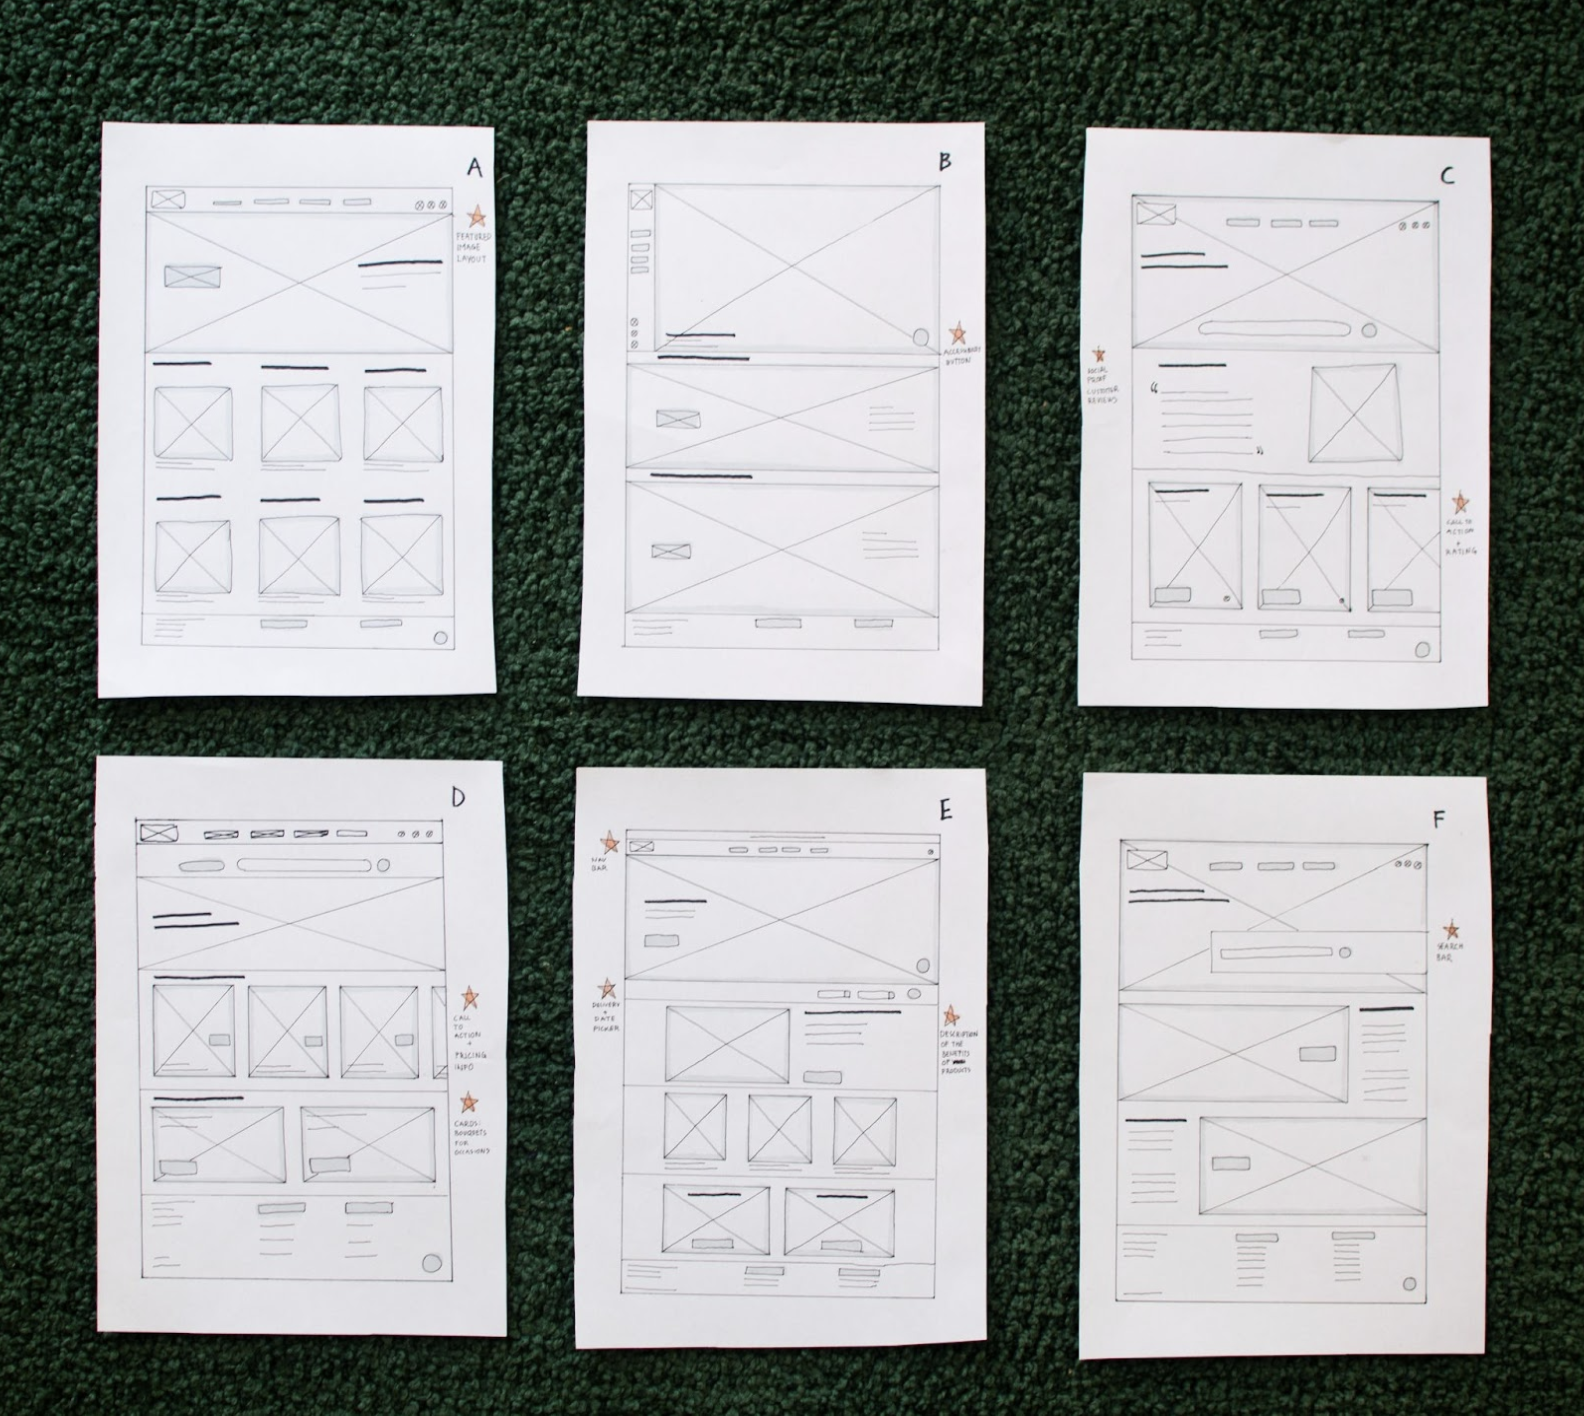 A
FEATURED
IMAGE
LAYOUT
B
ACCESSIBILITY
BUTTON
C
SOCIAL
PROOF
CUSTOMER
REVIEWS
“
”
CALL TO
ACTION
+
RATING
D
CALL
TO
ACTION
+
PRICING
INFO
CARDS:
BOUQUETS
FOR
OCCASIONS
E
NAV
BAR
DELIVERY
+
DATE
PICKER
DESCRIPTION
OF THE
BENEFITS
OF
PRODUCTS
F
SEARCH
BAR